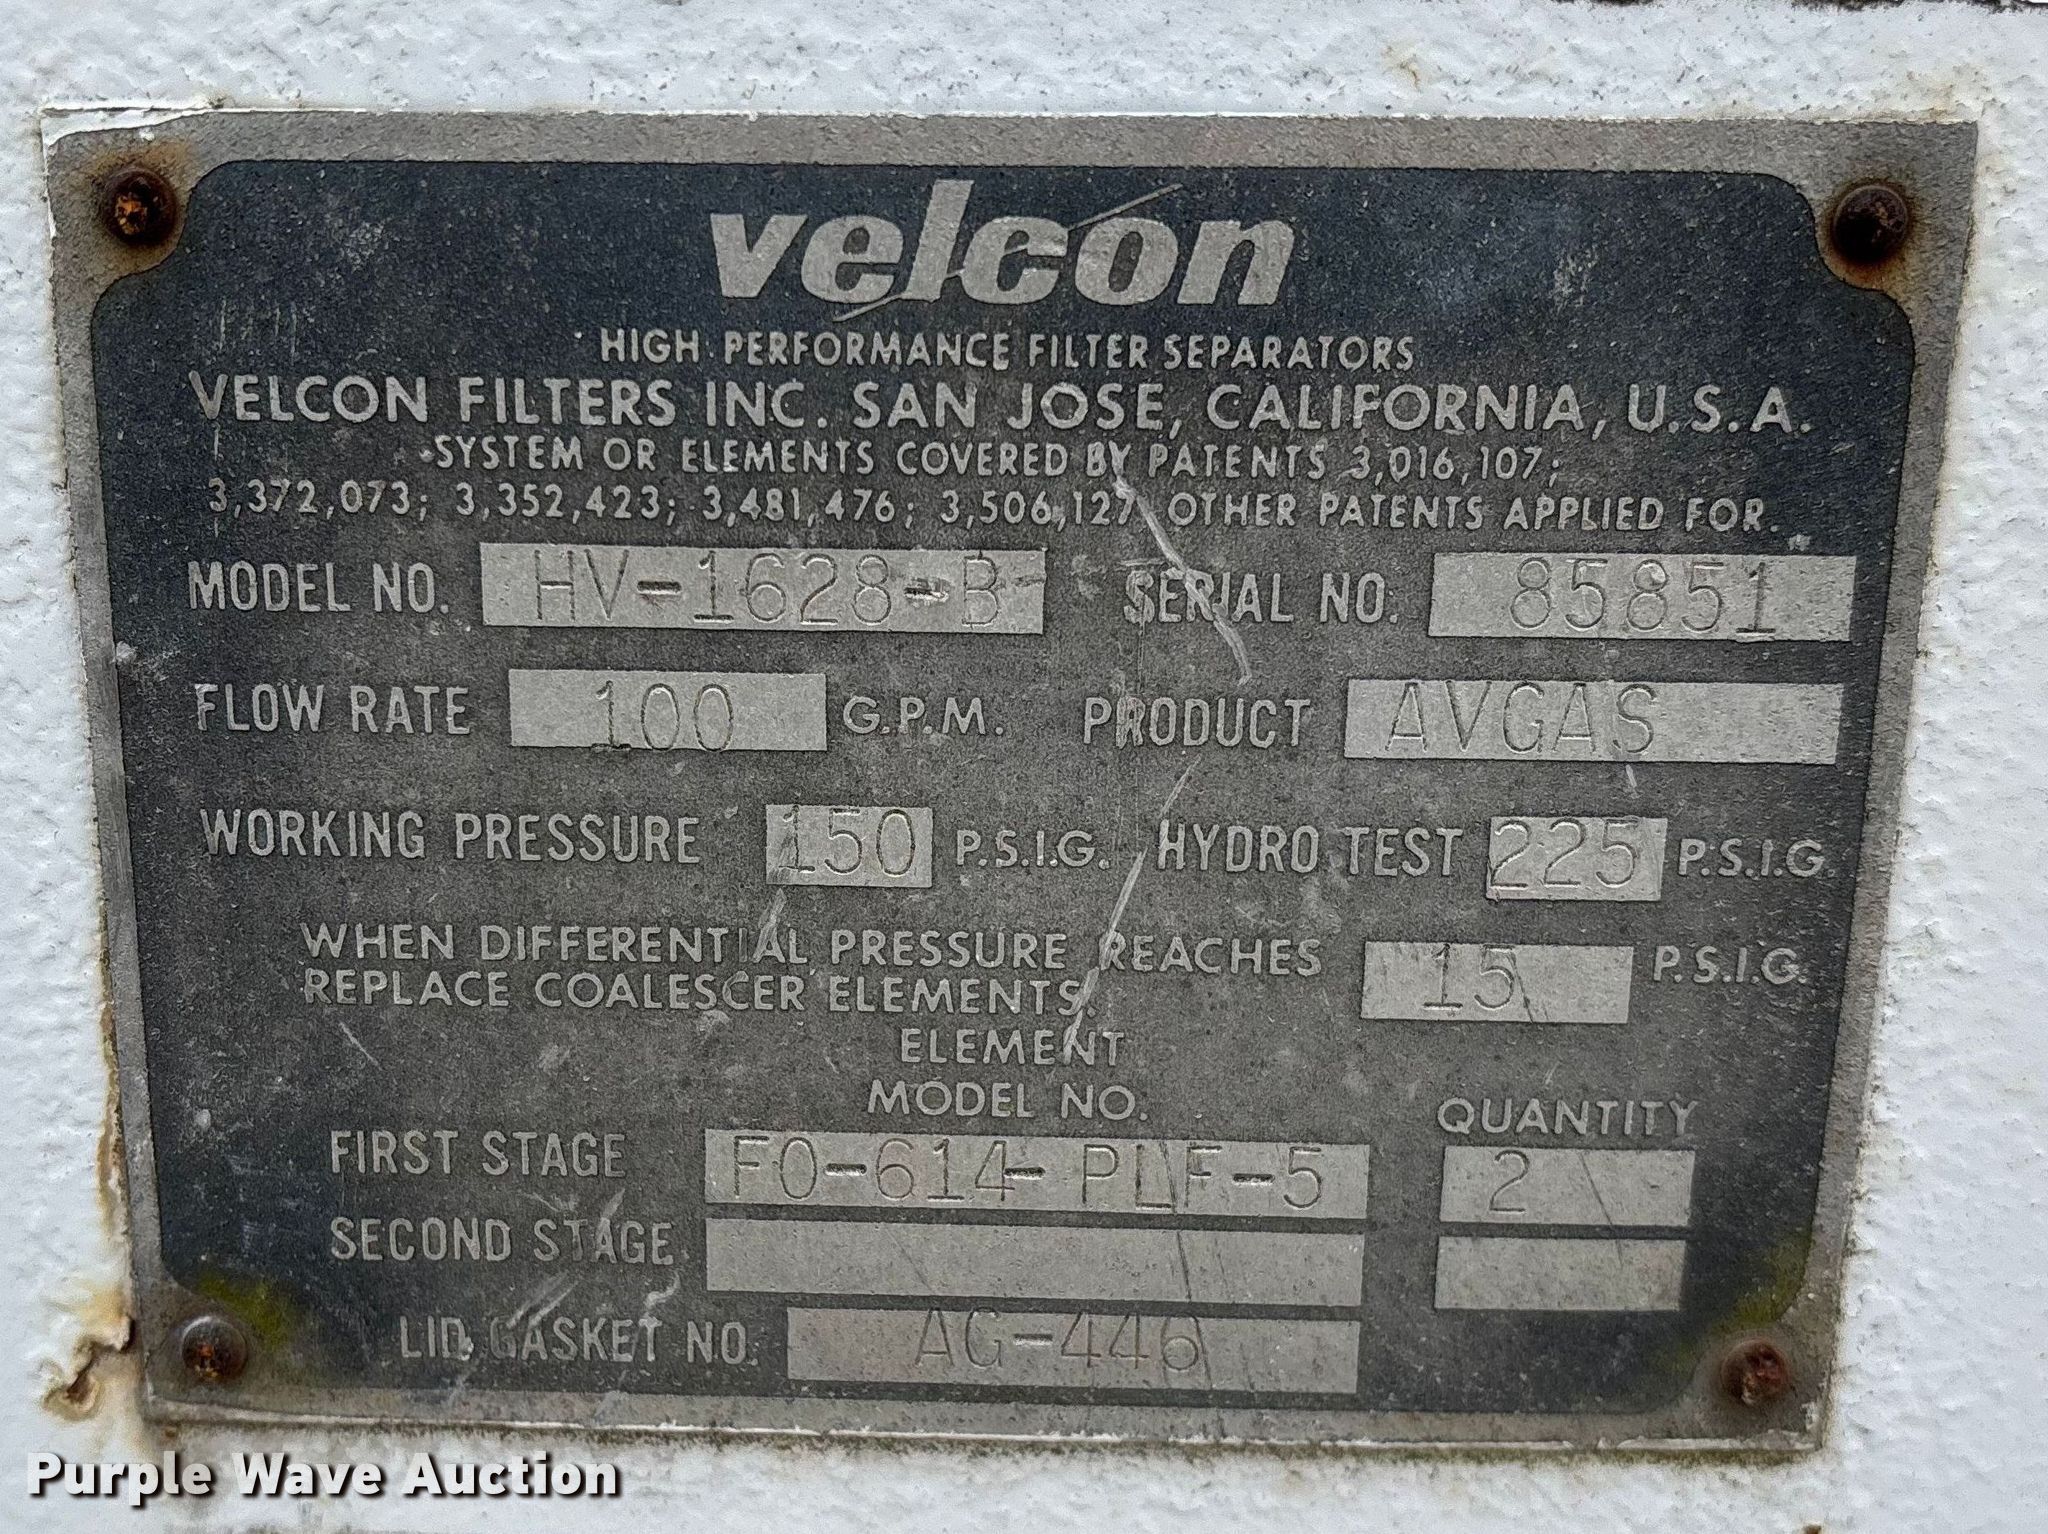 velcon
HIGH PERFORMANCE FILTER SEPARATORS
VELCON FILTERS INC. SAN JOSE, CALIFORNIA, U.S.A.
SYSTEM OR ELEMENTS COVERED BY PATENTS 3,016,107;
3,372,073; 3,352,423; 3,481,476; 3,506,127 OTHER PATENTS APPLIED FOR.
MODEL NO. HV-1628-B SERIAL NO. 85851
FLOW RATE 100 G.P.M. PRODUCT AVGAS
WORKING PRESSURE 150 P.S.I.G. HYDRO TEST 225 P.S.I.G.
WHEN DIFFERENTIAL PRESSURE REACHES 15 P.S.I.G.
REPLACE COALESCER ELEMENTS.
ELEMENT
MODEL NO. QUANTITY
FIRST STAGE FO-614-PLF-5 2
SECOND STAGE
LID GASKET NO. AG-446
Purple Wave Auction